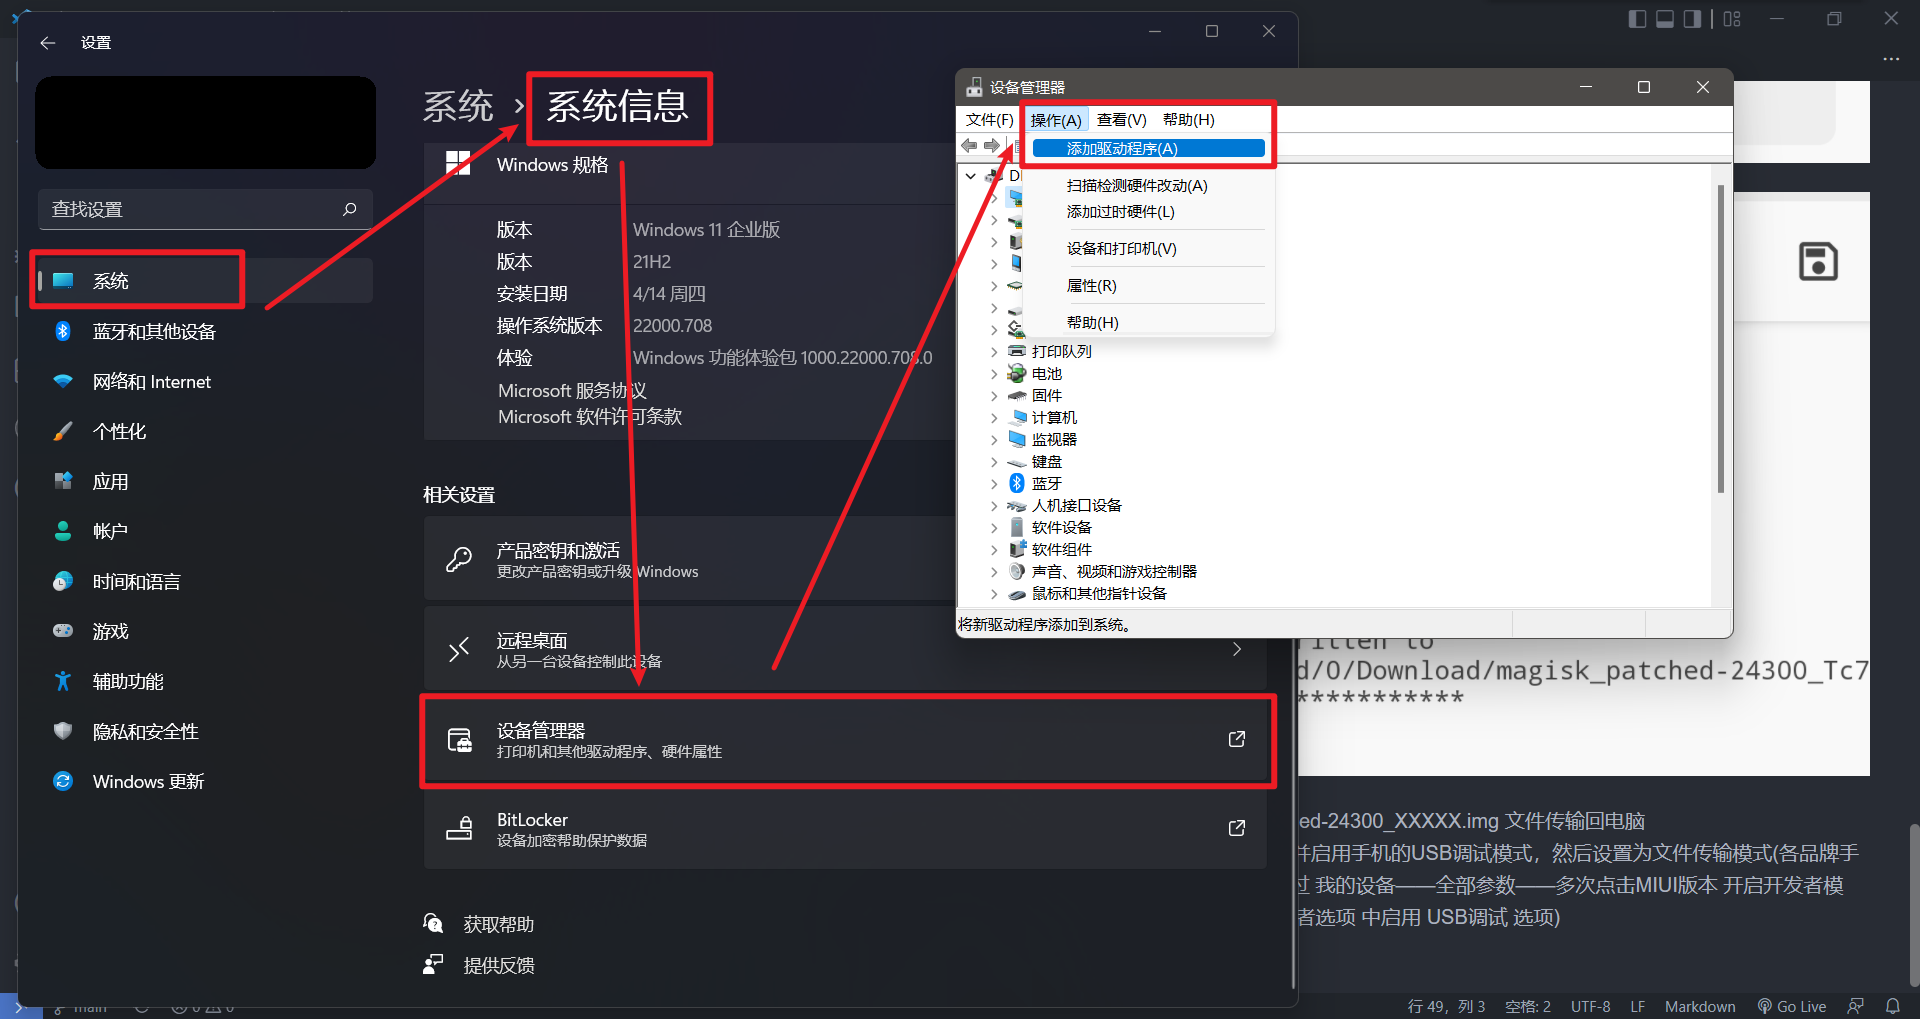 设置
查找设置
系统
蓝牙和其他设备
网络和 Internet
个性化
应用
帐户
时间和语言
游戏
辅助功能
隐私和安全性
Windows 更新
系统 › 系统信息
Windows 规格
版本 Windows 11 企业版
版本 21H2
安装日期 4/14 周四
操作系统版本 22000.708
体验 Windows 功能体验包 1000.22000.708.0
Microsoft 服务协议
Microsoft 软件许可条款
相关设置
产品密钥和激活
更改产品密钥或升级 Windows
远程桌面
从另一台设备控制此设备
设备管理器
打印机和其他驱动程序、硬件属性
BitLocker
设备加密帮助保护数据
获取帮助
提供反馈
设备管理器
文件(F) 操作(A) 查看(V) 帮助(H)
添加驱动程序(A)
扫描检测硬件改动(A)
添加过时硬件(L)
设备和打印机(V)
属性(R)
帮助(H)
D
打印队列
电池
固件
计算机
监视器
键盘
蓝牙
人机接口设备
软件设备
软件组件
声音、视频和游戏控制器
鼠标和其他指针设备
将新驱动程序添加到系统。
ritten to
d/0/Download/magisk_patched-24300_Tc7
************
ed-24300_XXXXX.img 文件传输回电脑
并启用手机的USB调试模式，然后设置为文件传输模式(各品牌手
过 我的设备——全部参数——多次点击MIUI版本 开启开发者模
者选项 中启用 USB调试 选项)
main 0 0
行 49，列 3 空格: 2 UTF-8 LF Markdown Go Live